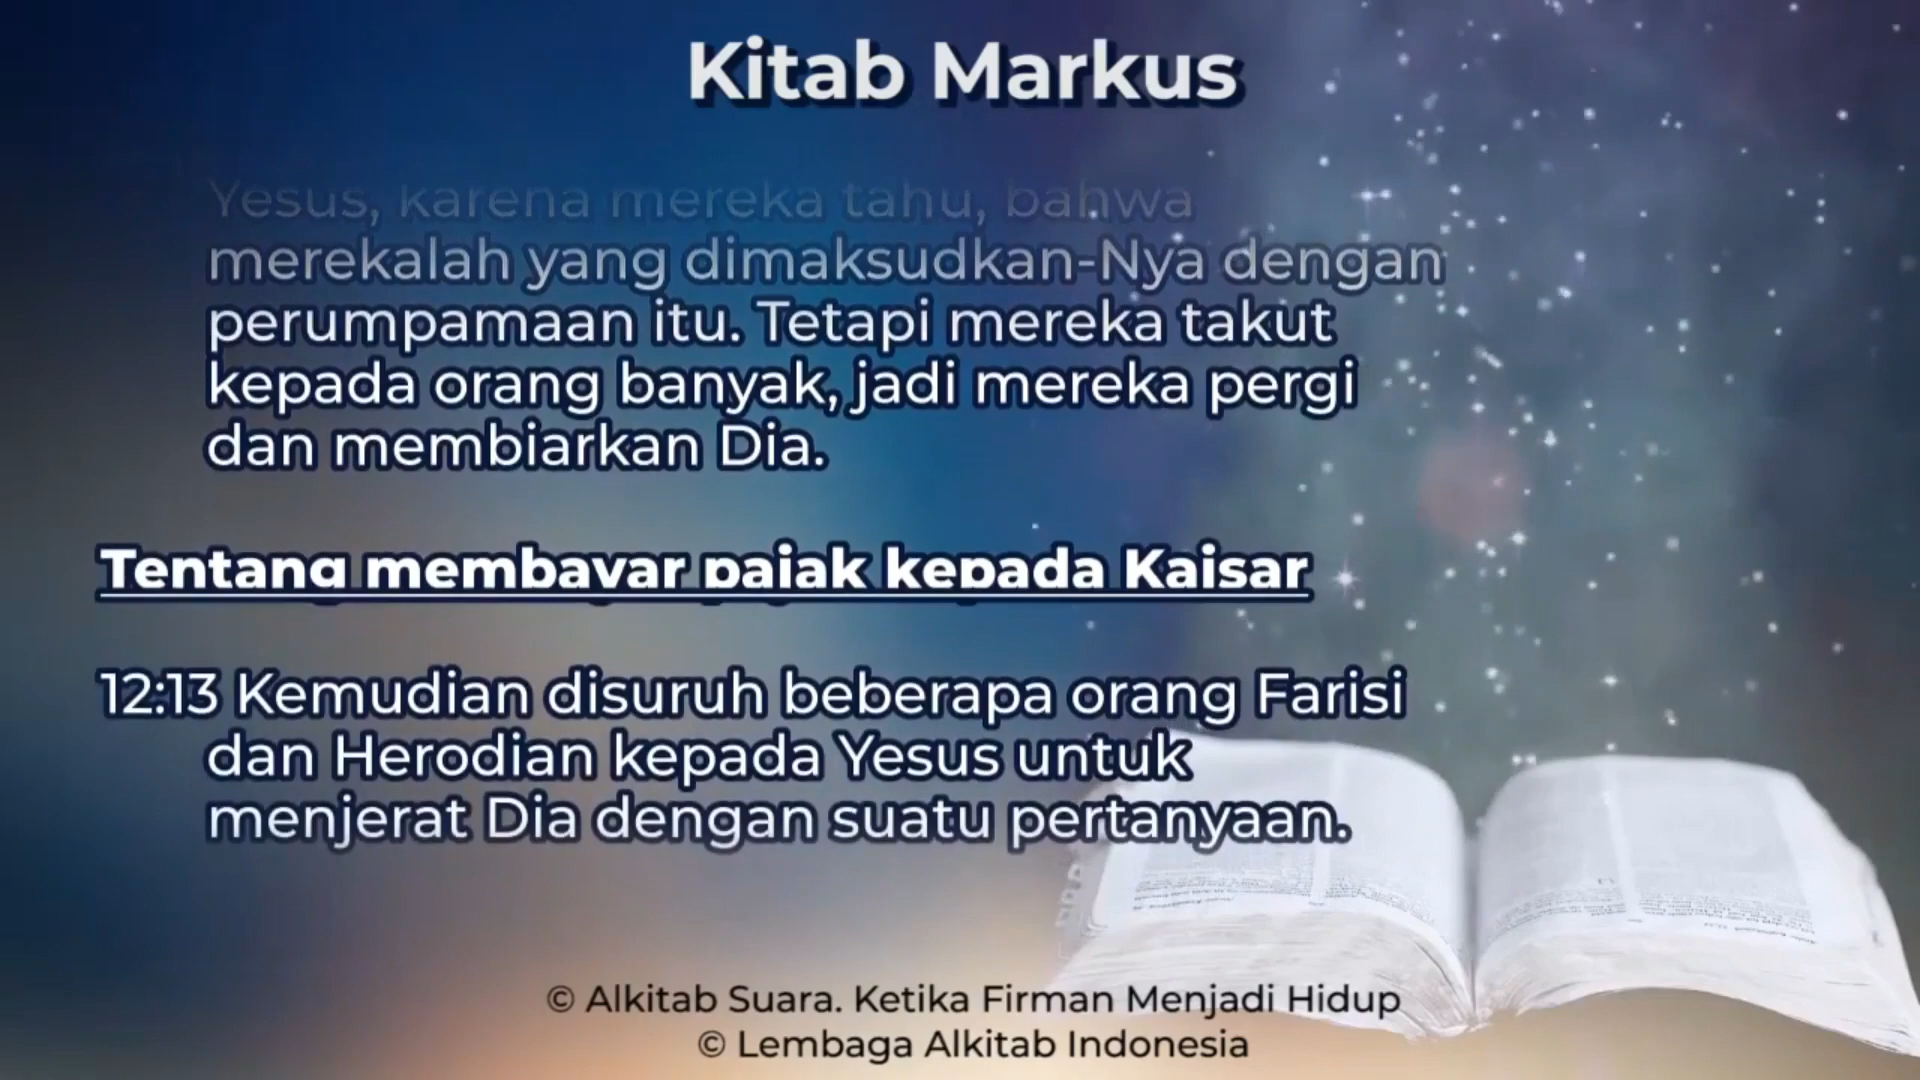 Kitab Markus
Yesus, karena mereka tahu, bahwa
merekalah yang dimaksudkan-Nya dengan
perumpamaan itu. Tetapi mereka takut
kepada orang banyak, jadi mereka pergi
dan membiarkan Dia.
Tentang membayar pajak kepada Kaisar
12:13 Kemudian disuruh beberapa orang Farisi
dan Herodian kepada Yesus untuk
menjerat Dia dengan suatu pertanyaan.
© Alkitab Suara. Ketika Firman Menjadi Hidup
© Lembaga Alkitab Indonesia